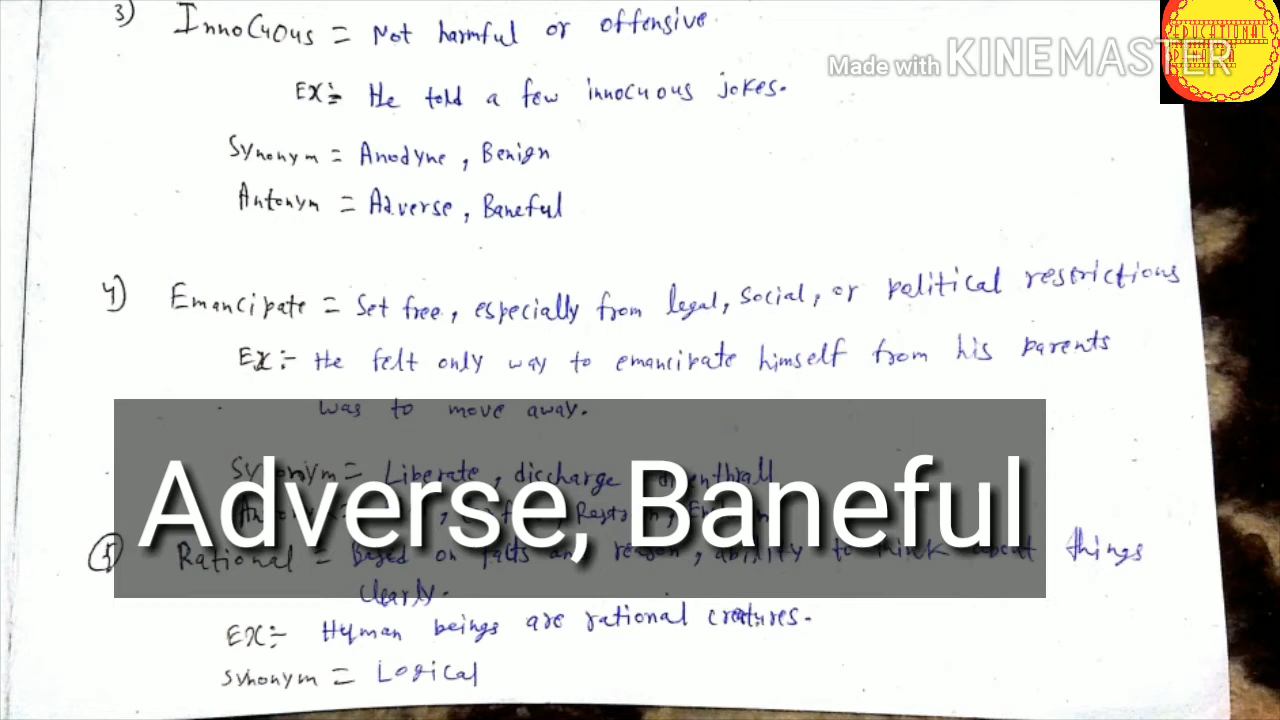 3) Innocuous = Not harmful or offensive.
Made with KINEMASTER
EDUCATIONAL
EX:- He told a few innocuous jokes.
Synonym = Anodyne, Benign
Antonym = Adverse, Baneful
4) Emancipate = Set free, especially from legal, social, or political restrictions
EX:- He felt only way to emancipate himself from his parents
was to move away.
Synonym = Liberate, discharge
Adverse, Baneful
5) Rational = Based on facts and reason, ability to think about things
clearly.
EX:- Human beings are rational creatures.
Synonym = Logical